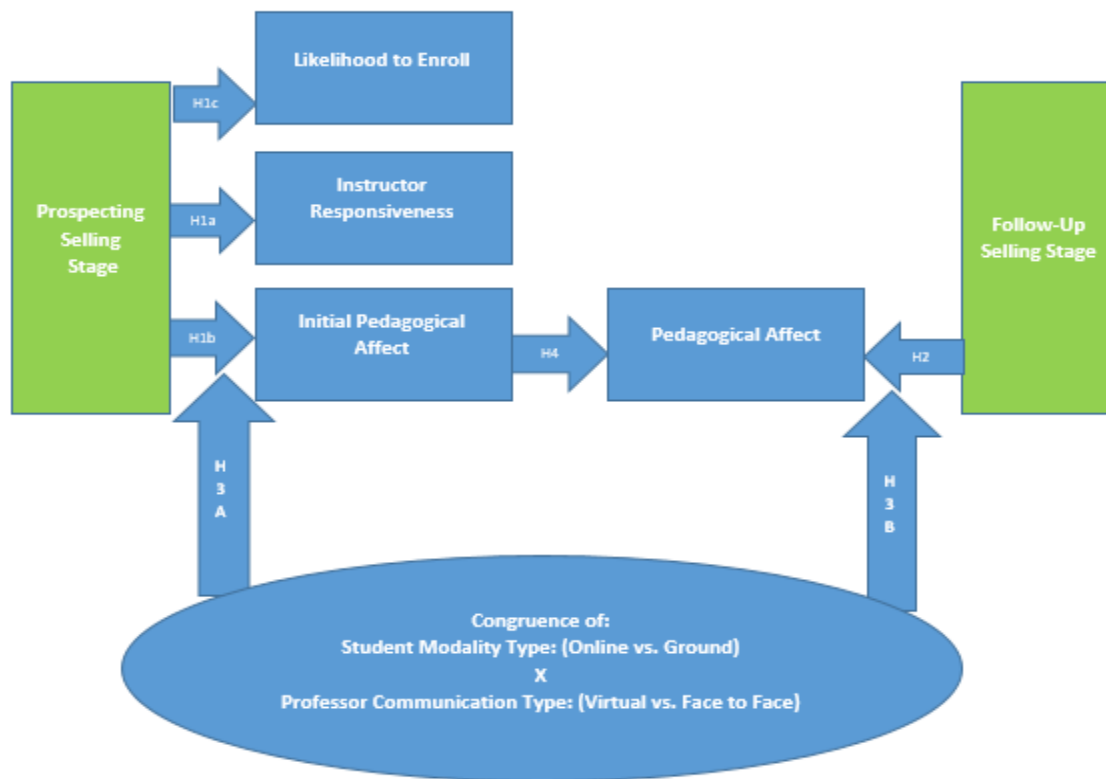 Likelihood to Enroll
H1c
Instructor
Responsiveness
Prospecting
Selling
Stage
H1a
Follow-Up
Selling Stage
Initial Pedagogical
Affect
H1b
H4
Pedagogical Affect
H2
H
3
A
H
3
B
Congruence of:
Student Modality Type: (Online vs. Ground)
X
Professor Communication Type: (Virtual vs. Face to Face)